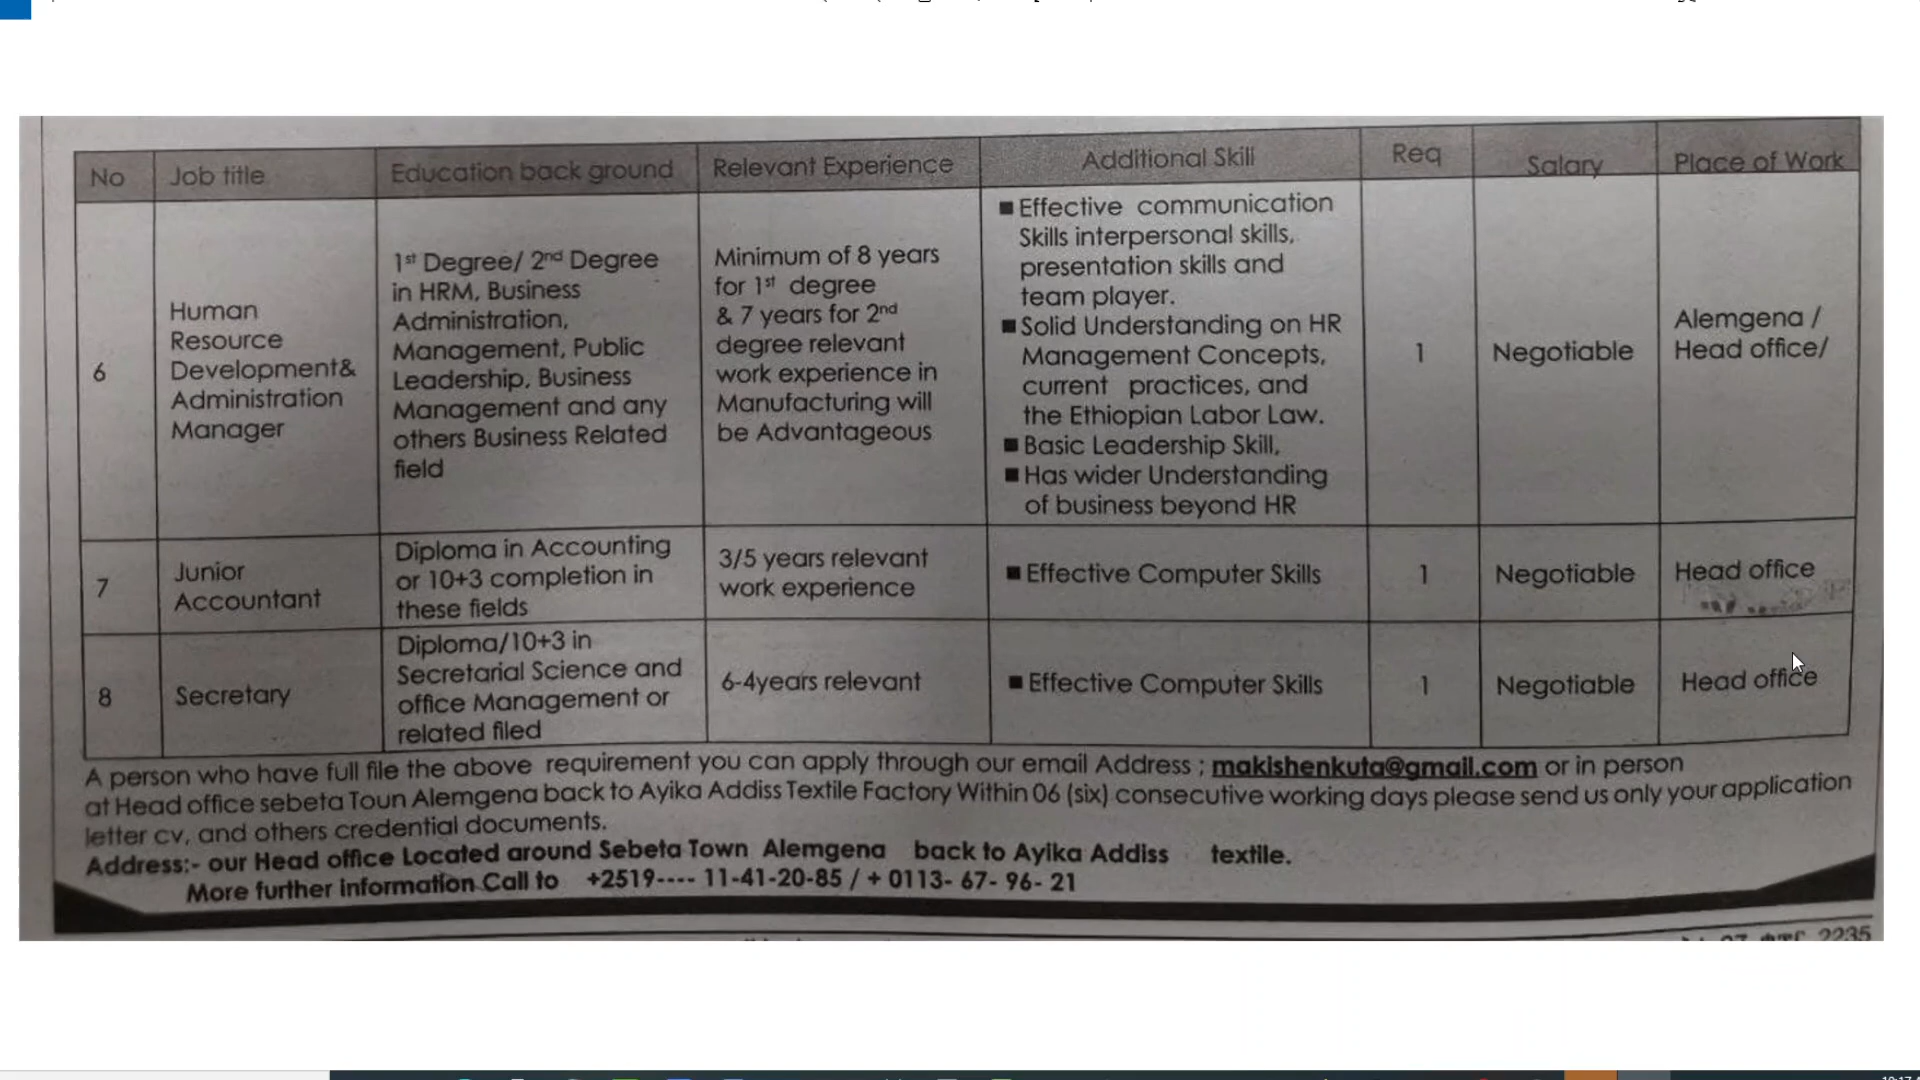 No
Job title
Education back ground
Relevant Experience
Additional Skill
Req
Salary
Place of Work
6
Human
Resource
Development&
Administration
Manager
1st Degree/ 2nd Degree
in HRM, Business
Administration,
Management, Public
Leadership, Business
Management and any
others Business Related
field
Minimum of 8 years
for 1st degree
& 7 years for 2nd
degree relevant
work experience in
Manufacturing will
be Advantageous
■ Effective communication
Skills interpersonal skills,
presentation skills and
team player.
■ Solid Understanding on HR
Management Concepts,
current practices, and
the Ethiopian Labor Law.
■ Basic Leadership Skill,
■ Has wider Understanding
of business beyond HR
1
Negotiable
Alemgena /
Head office/
7
Junior
Accountant
Diploma in Accounting
or 10+3 completion in
these fields
3/5 years relevant
work experience
■ Effective Computer Skills
1
Negotiable
Head office
8
Secretary
Diploma/10+3 in
Secretarial Science and
office Management or
related filed
6-4years relevant
■ Effective Computer Skills
1
Negotiable
Head office
A person who have full file the above requirement you can apply through our email Address ; makishenkuta@gmail.com or in person
at Head office sebeta Toun Alemgena back to Ayika Addiss Textile Factory Within 06 (six) consecutive working days please send us only your application
letter cv, and others credential documents.
Address:- our Head office Located around Sebeta Town Alemgena back to Ayika Addiss textile.
More further information Call to +2519---- 11-41-20-85 / + 0113- 67- 96- 21
2235